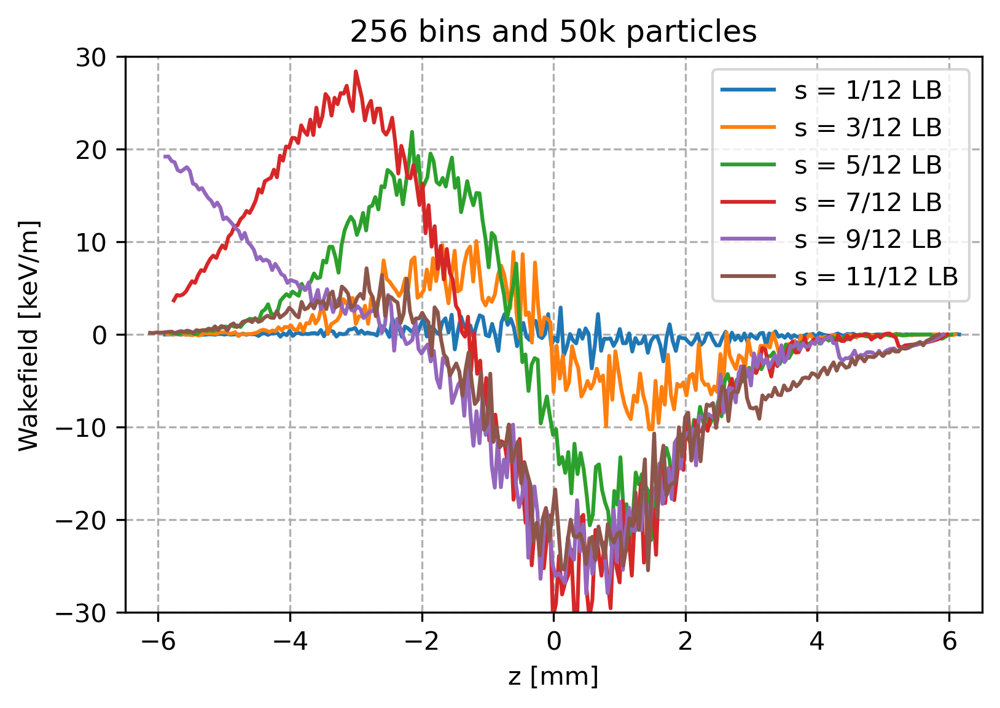 256 bins and 50k particles
Wakefield [keV/m]
30
20
10
0
−10
−20
−30
s = 1/12 LB
s = 3/12 LB
s = 5/12 LB
s = 7/12 LB
s = 9/12 LB
s = 11/12 LB
−6 −4 −2 0 2 4 6
z [mm]